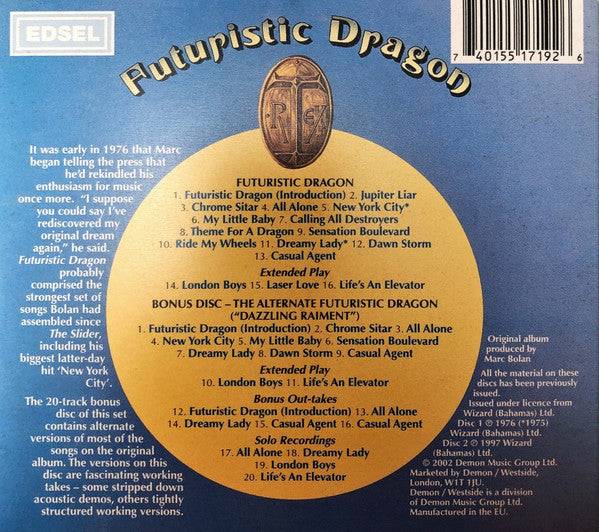 EDSEL
Futuristic Dragon
7 40155 17192 6
T REX
It was early in 1976 that Marc
began telling the press that
he'd rekindled his
enthusiasm for music
once more. “I suppose
you could say I've
rediscovered my
original dream
again,” he said.
Futuristic Dragon
probably
comprised the
strongest set of
songs Bolan had
assembled since
The Slider,
including his
biggest latter-day
hit ‘New York
City’.
The 20-track bonus
disc of this set
contains alternate
versions of most of the
songs on the original
album. The versions on this
disc are fascinating working
takes – some stripped down
acoustic demos, others tightly
structured working versions.
FUTURISTIC DRAGON
1. Futuristic Dragon (Introduction) 2. Jupiter Liar
3. Chrome Sitar 4. All Alone 5. New York City*
6. My Little Baby 7. Calling All Destroyers
8. Theme For A Dragon 9. Sensation Boulevard
10. Ride My Wheels 11. Dreamy Lady* 12. Dawn Storm
13. Casual Agent
Extended Play
14. London Boys 15. Laser Love 16. Life's An Elevator
BONUS DISC – THE ALTERNATE FUTURISTIC DRAGON
(“DAZZLING RAIMENT”)
1. Futuristic Dragon (Introduction) 2. Chrome Sitar 3. All Alone
4. New York City 5. My Little Baby 6. Sensation Boulevard
7. Dreamy Lady 8. Dawn Storm 9. Casual Agent
Extended Play
10. London Boys 11. Life's An Elevator
Bonus Out-takes
12. Futuristic Dragon (Introduction) 13. All Alone
14. Dreamy Lady 15. Casual Agent 16. Casual Agent
Solo Recordings
17. All Alone 18. Dreamy Lady
19. London Boys
20. Life's An Elevator
Original album
produced by
Marc Bolan
All the material on these
discs has been previously
issued.
Issued under licence from
Wizard (Bahamas) Ltd.
Disc 1 ℗ 1976 (*1975)
Wizard (Bahamas) Ltd.
Disc 2 ℗ 1997 Wizard
(Bahamas) Ltd.
© 2002 Demon Music Group Ltd.
Marketed by Demon / Westside,
London, W1T 1JU.
Demon / Westside is a division
of Demon Music Group Ltd.
Manufactured in the EU.